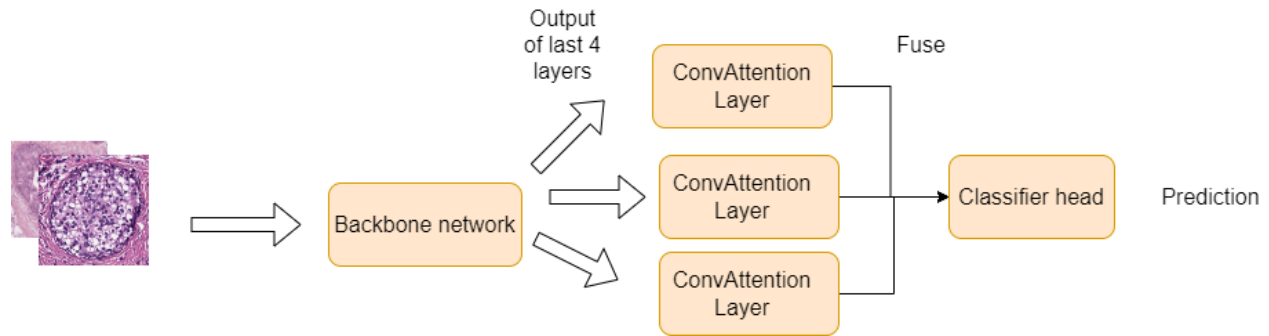 Output
of last 4
layers
Fuse
ConvAttention
Layer
ConvAttention
Layer
ConvAttention
Layer
Backbone network
Classifier head
Prediction